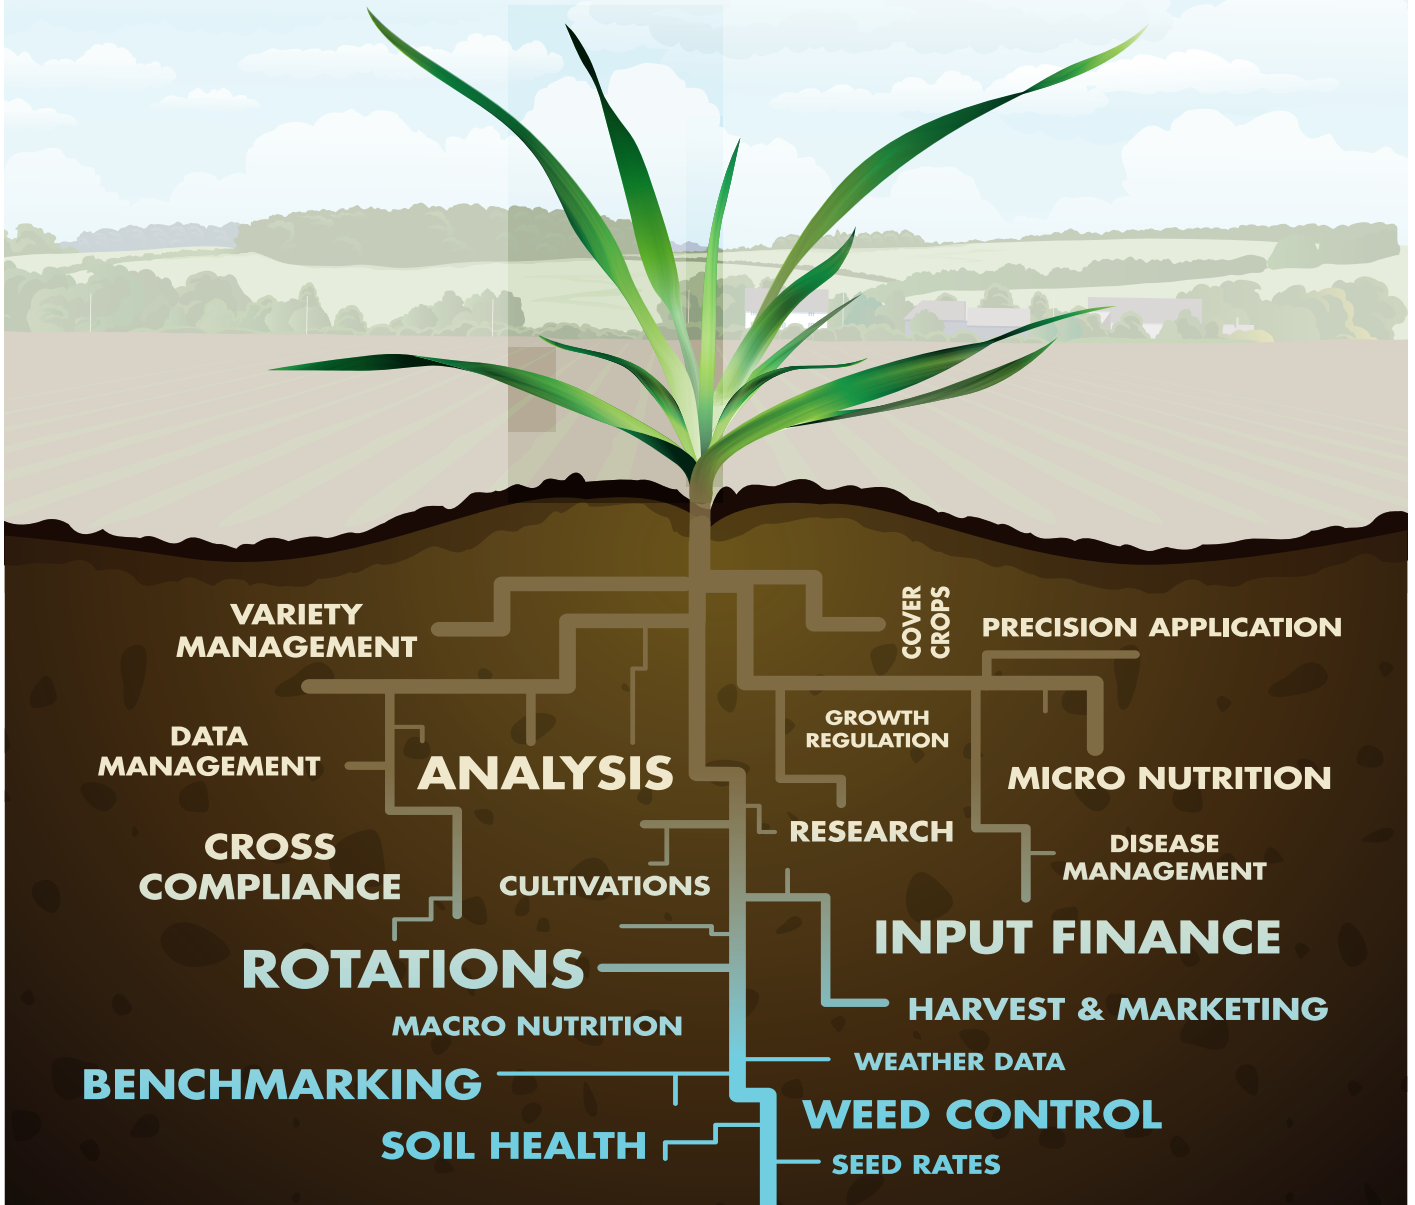 VARIETY
MANAGEMENT
COVER
CROPS
PRECISION APPLICATION
DATA
MANAGEMENT
ANALYSIS
GROWTH
REGULATION
MICRO NUTRITION
CROSS
COMPLIANCE
RESEARCH
DISEASE
MANAGEMENT
CULTIVATIONS
INPUT FINANCE
ROTATIONS
HARVEST & MARKETING
MACRO NUTRITION
WEATHER DATA
BENCHMARKING
WEED CONTROL
SOIL HEALTH
SEED RATES